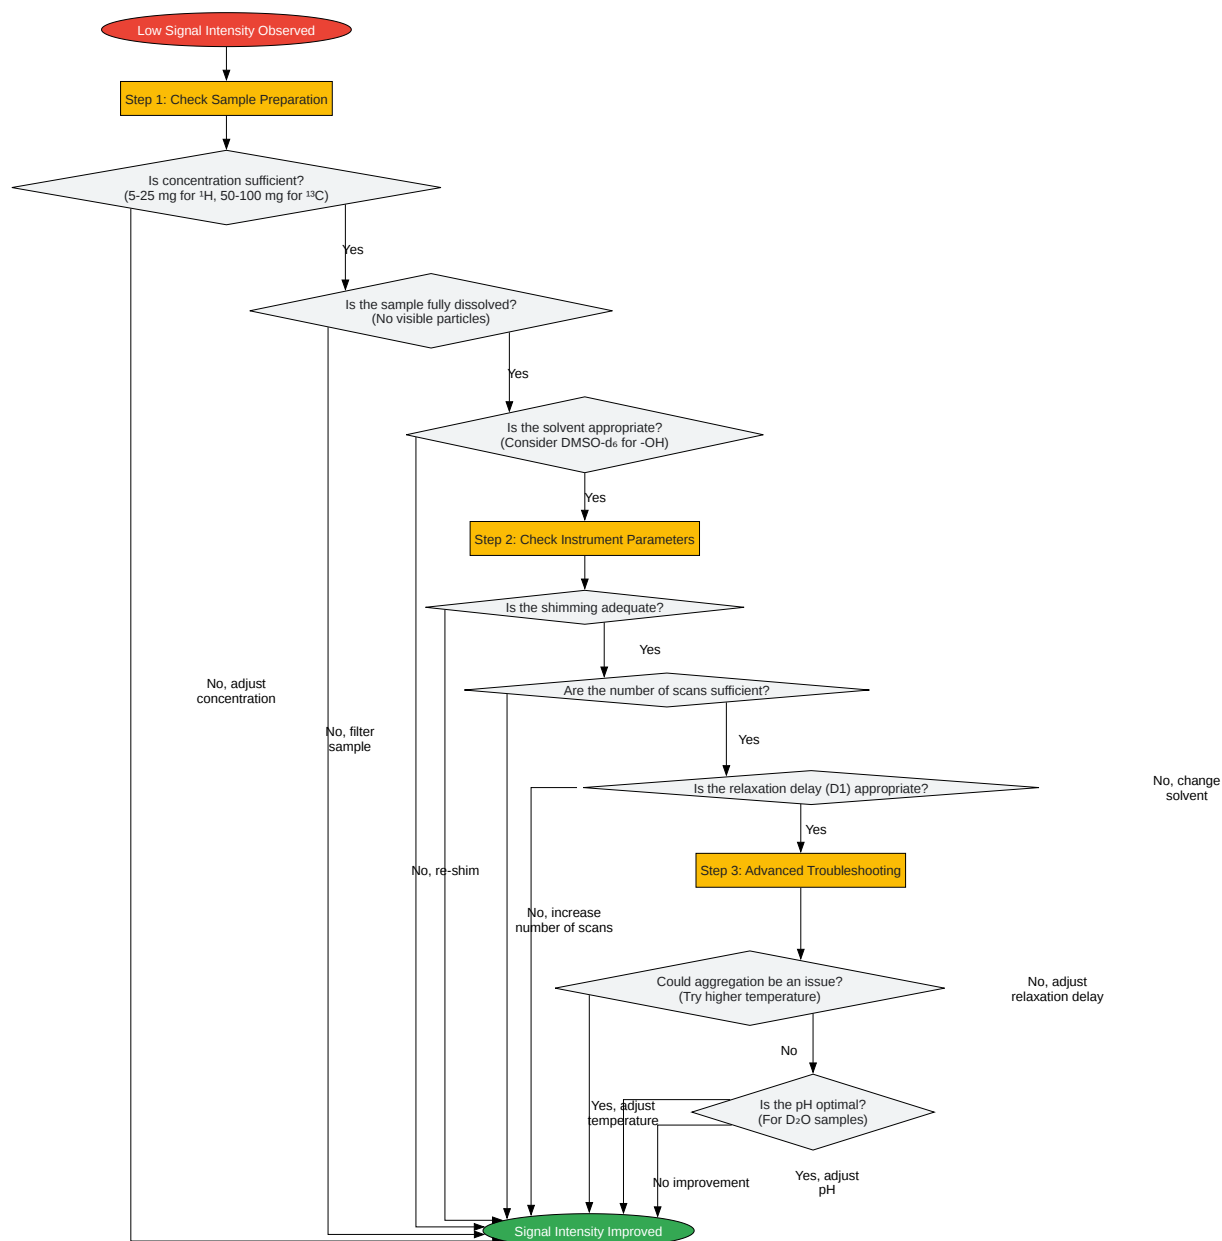 Low Signal Intensity Observed
Step 1: Check Sample Preparation
Is concentration sufficient?
(5-25 mg for ¹H, 50-100 mg for ¹³C)
Yes
Is the sample fully dissolved?
(No visible particles)
Yes
Is the solvent appropriate?
(Consider DMSO-d₆ for -OH)
Yes
Step 2: Check Instrument Parameters
Is the shimming adequate?
Yes
No, adjust
concentration
Are the number of scans sufficient?
No, filter
sample
Yes
Is the relaxation delay (D1) appropriate?
No, change
solvent
Yes
No, re-shim
Step 3: Advanced Troubleshooting
No, increase
number of scans
Could aggregation be an issue?
(Try higher temperature)
No, adjust
relaxation delay
No
Is the pH optimal?
(For D₂O samples)
Yes, adjust
temperature
No improvement
Yes, adjust
pH
Signal Intensity Improved